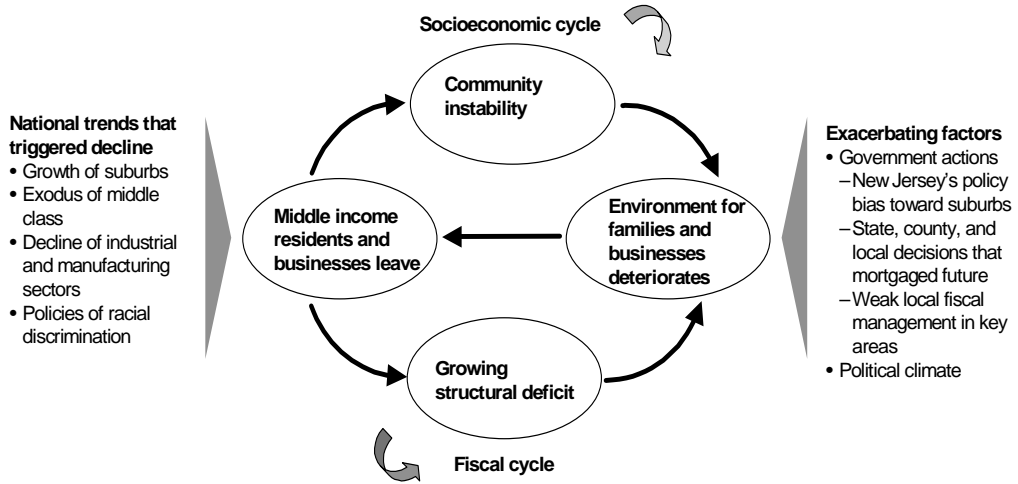 Socioeconomic cycle
Community
instability
National trends that
triggered decline
• Growth of suburbs
• Exodus of middle
class
• Decline of industrial
and manufacturing
sectors
• Policies of racial
discrimination
Middle income
residents and
businesses leave
Environment for
families and
businesses
deteriorates
Exacerbating factors
• Government actions
–New Jersey's policy
bias toward suburbs
–State, county, and
local decisions that
mortgaged future
–Weak local fiscal
management in key
areas
• Political climate
Growing
structural deficit
Fiscal cycle